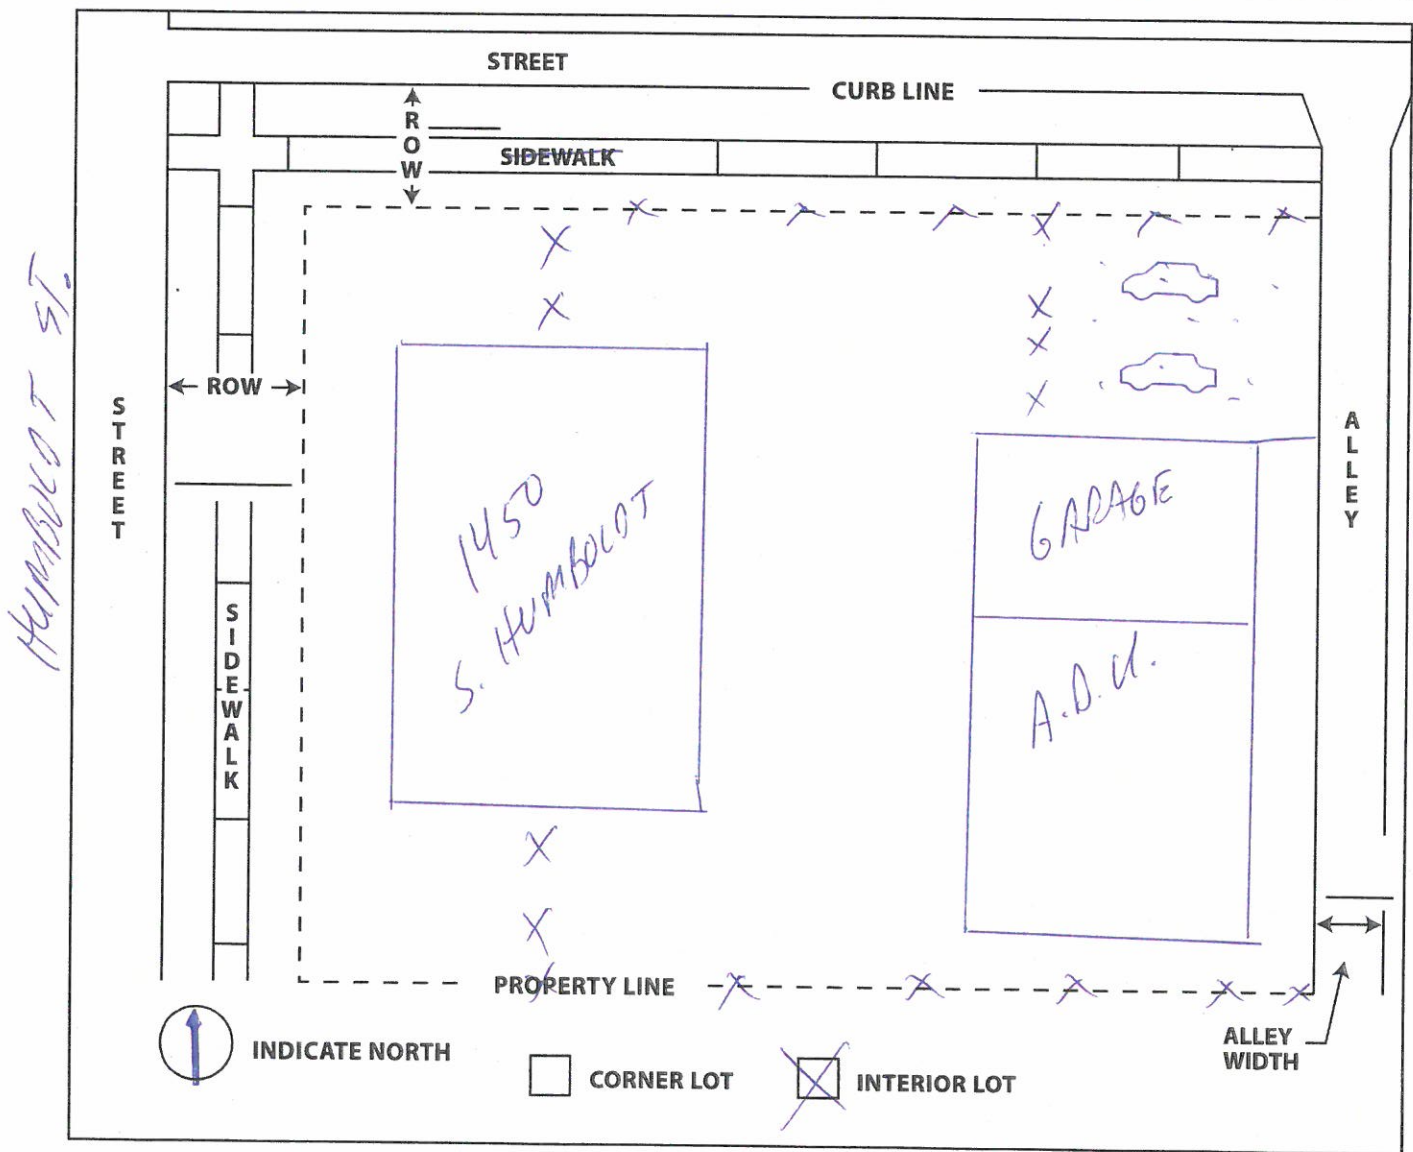 STREET
CURB LINE
ROW
SIDEWALK
HUMBOLDT ST.
STREET
ROW
SIDEWALK
1450
S. HUMBOLDT
GARAGE
A.D.U.
ALLEY
PROPERTY LINE
INDICATE NORTH
CORNER LOT
INTERIOR LOT
ALLEY
WIDTH